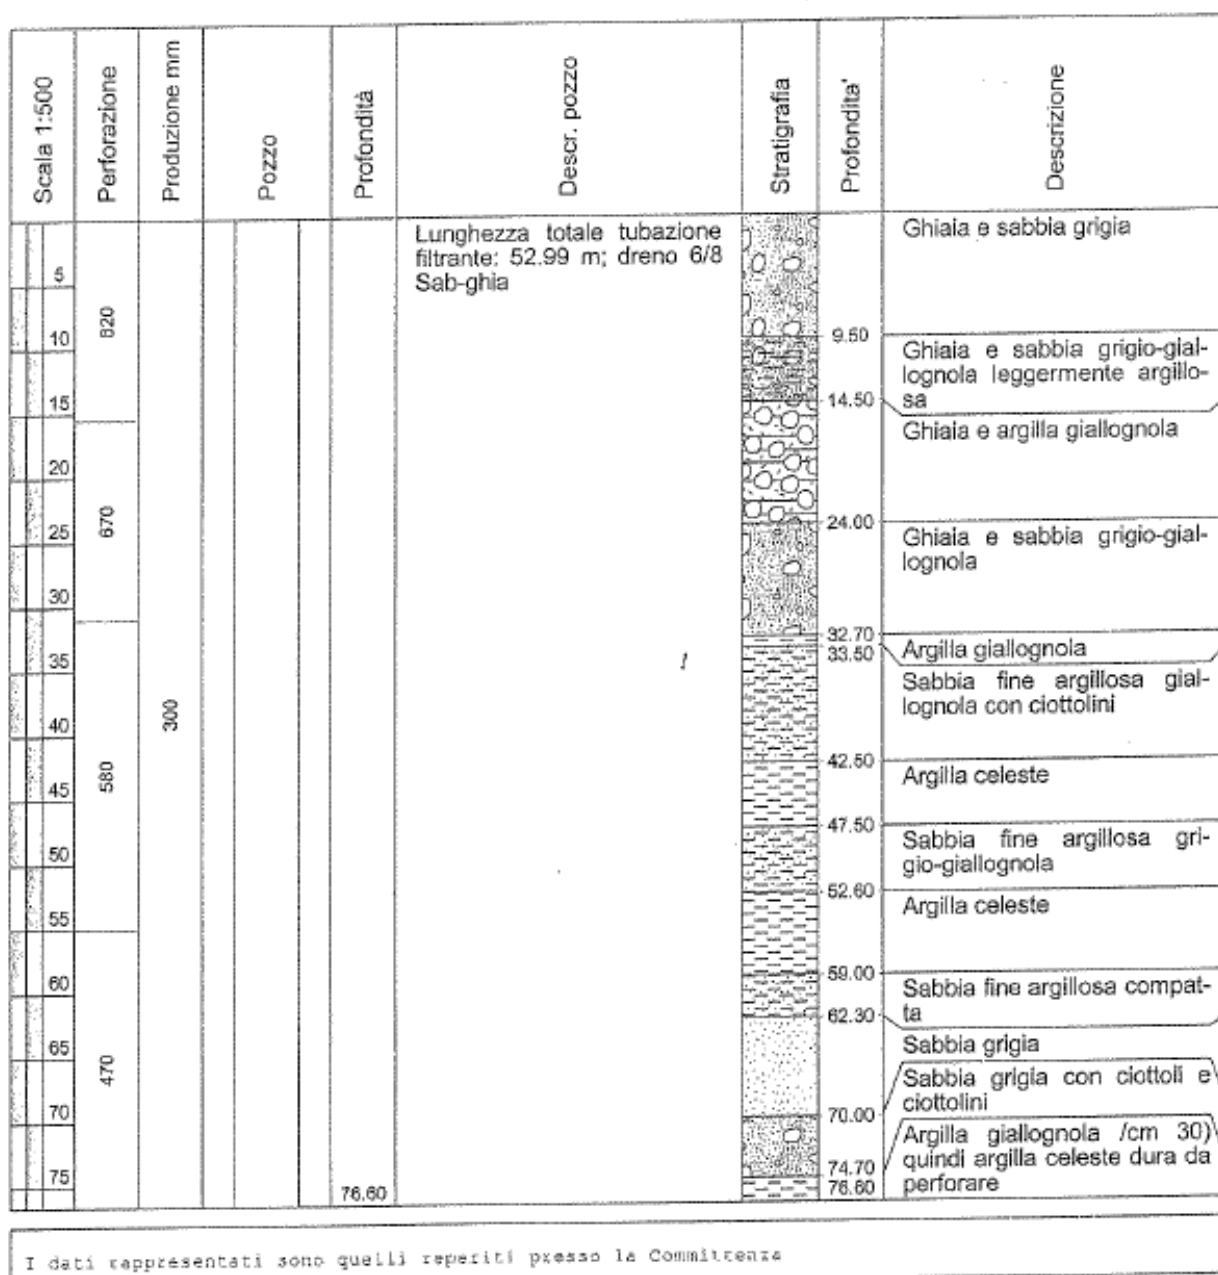 Scala 1:500
Perforazione
Produzione mm
Pozzo
Profondità
Descr. pozzo
Stratigrafia
Profondita'
Descrizione
5
10
15
20
25
30
35
40
45
50
55
60
65
70
75
820
670
580
470
300
76.60
Lunghezza totale tubazione
filtrante: 52.99 m; dreno 6/8
Sab-ghia
9.50
14.50
24.00
32.70
33.50
42.50
47.50
52.60
59.00
62.30
70.00
74.70
76.60
Ghiaia e sabbia grigia
Ghiaia e sabbia grigio-gial-
lognola leggermente argillo-
sa
Ghiaia e argilla giallognola
Ghiaia e sabbia grigio-gial-
lognola
Argilla giallognola
Sabbia fine argillosa gial-
lognola con ciottolini
Argilla celeste
Sabbia fine argillosa gri-
gio-giallognola
Argilla celeste
Sabbia fine argillosa compat-
ta
Sabbia grigia
Sabbia grigia con ciottoli e
ciottolini
Argilla giallognola /cm 30)
quindi argilla celeste dura da
perforare
I dati rappresentati sono quelli reperiti presso la Committenza